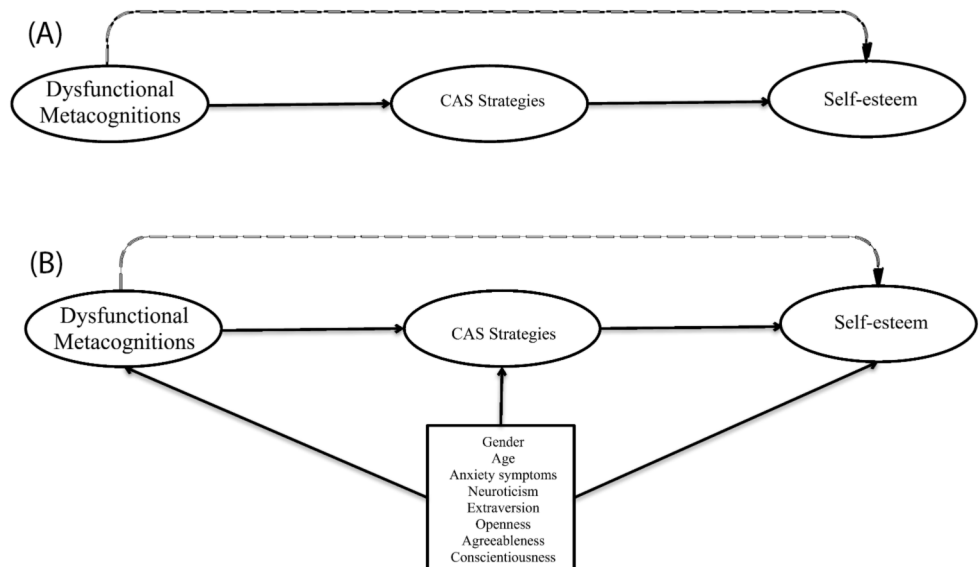 (A)
Dysfunctional
Metacognitions
CAS Strategies
Self-esteem
(B)
Dysfunctional
Metacognitions
CAS Strategies
Self-esteem
Gender
Age
Anxiety symptoms
Neuroticism
Extraversion
Openness
Agreeableness
Conscientiousness